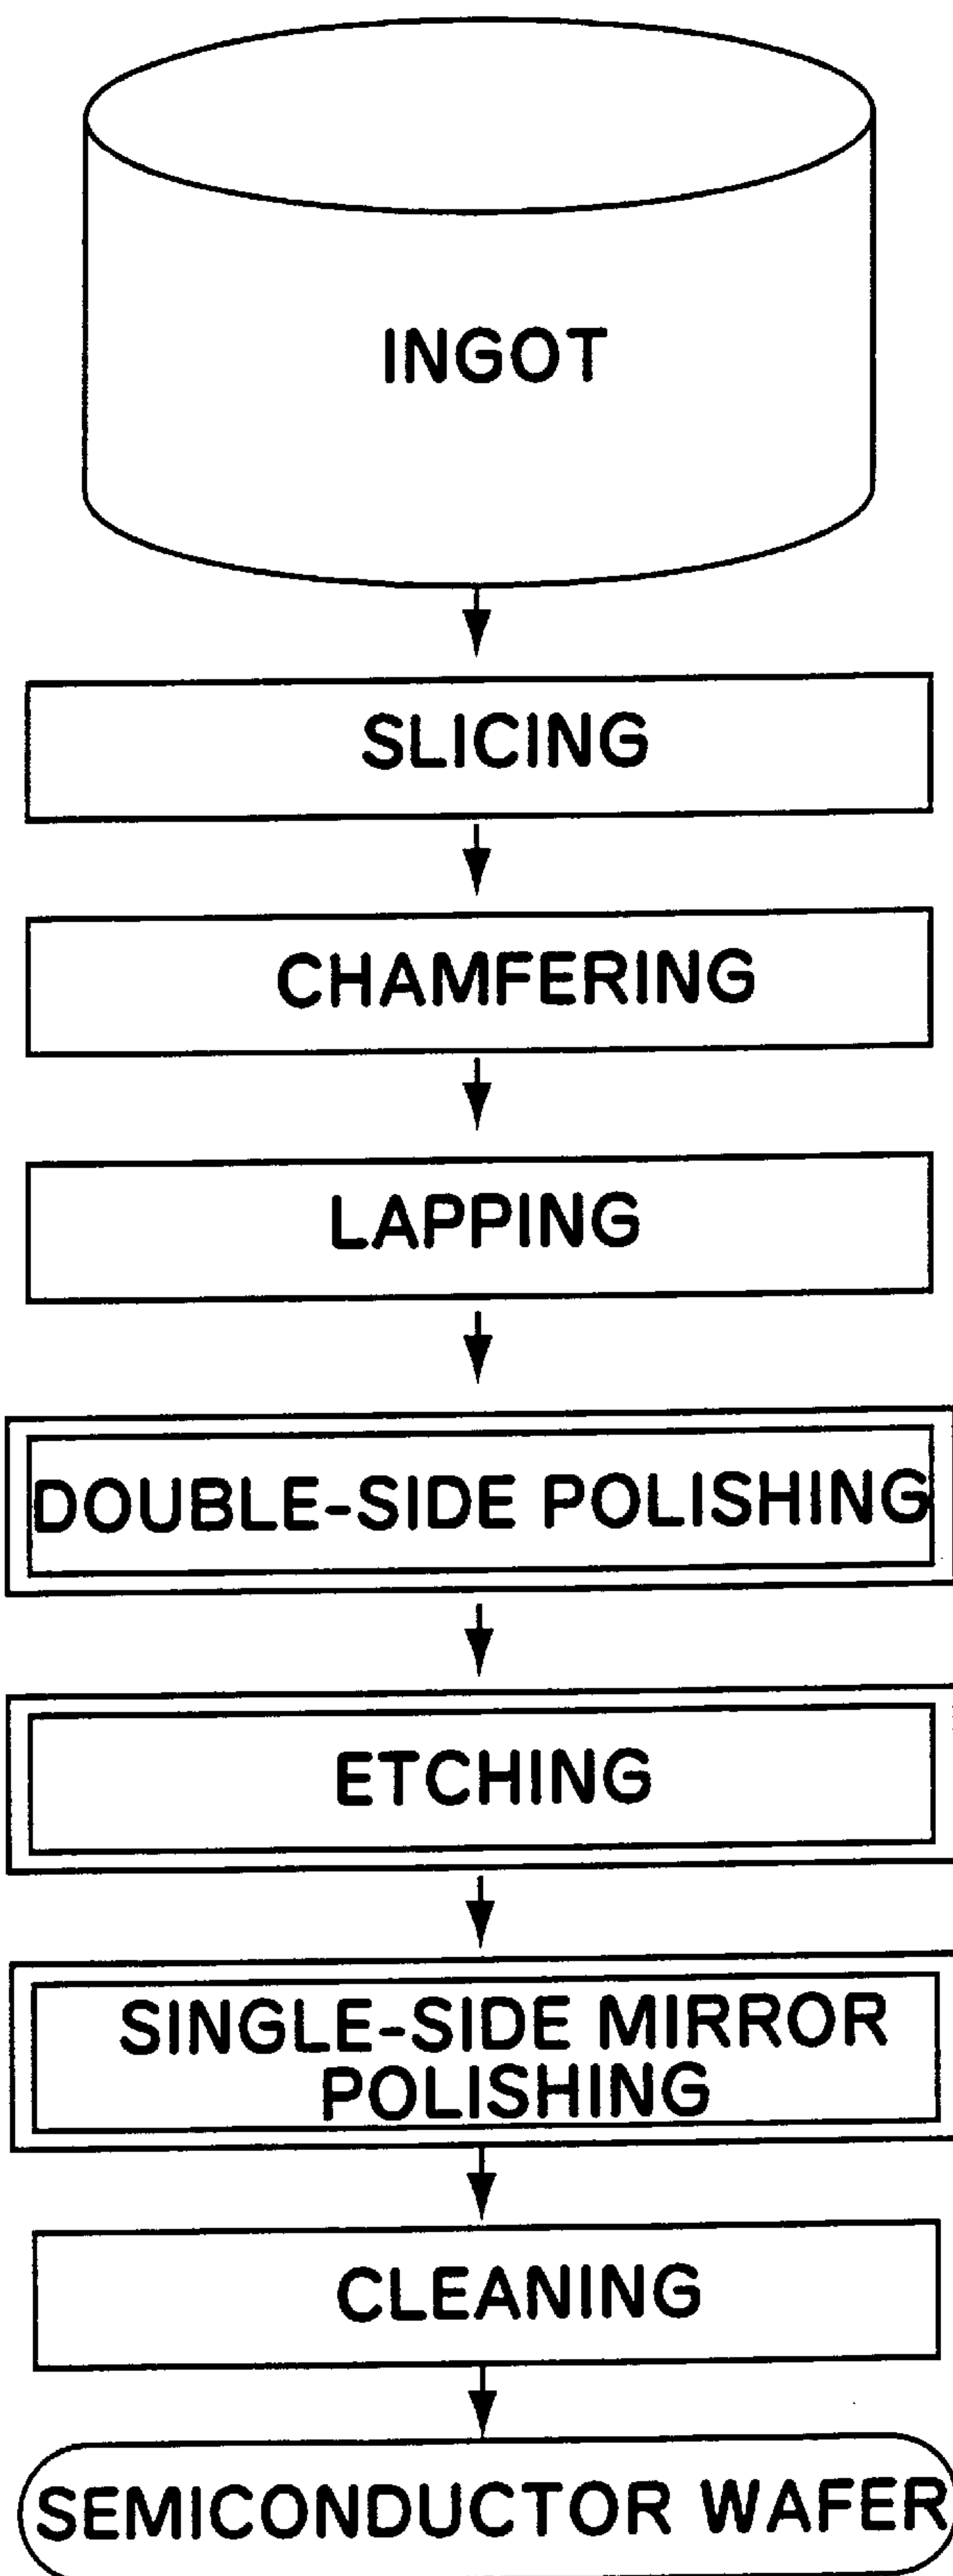 INGOT
SLICING
CHAMFERING
LAPPING
DOUBLE-SIDE POLISHING
ETCHING
SINGLE-SIDE MIRROR
POLISHING
CLEANING
SEMICONDUCTOR WAFER